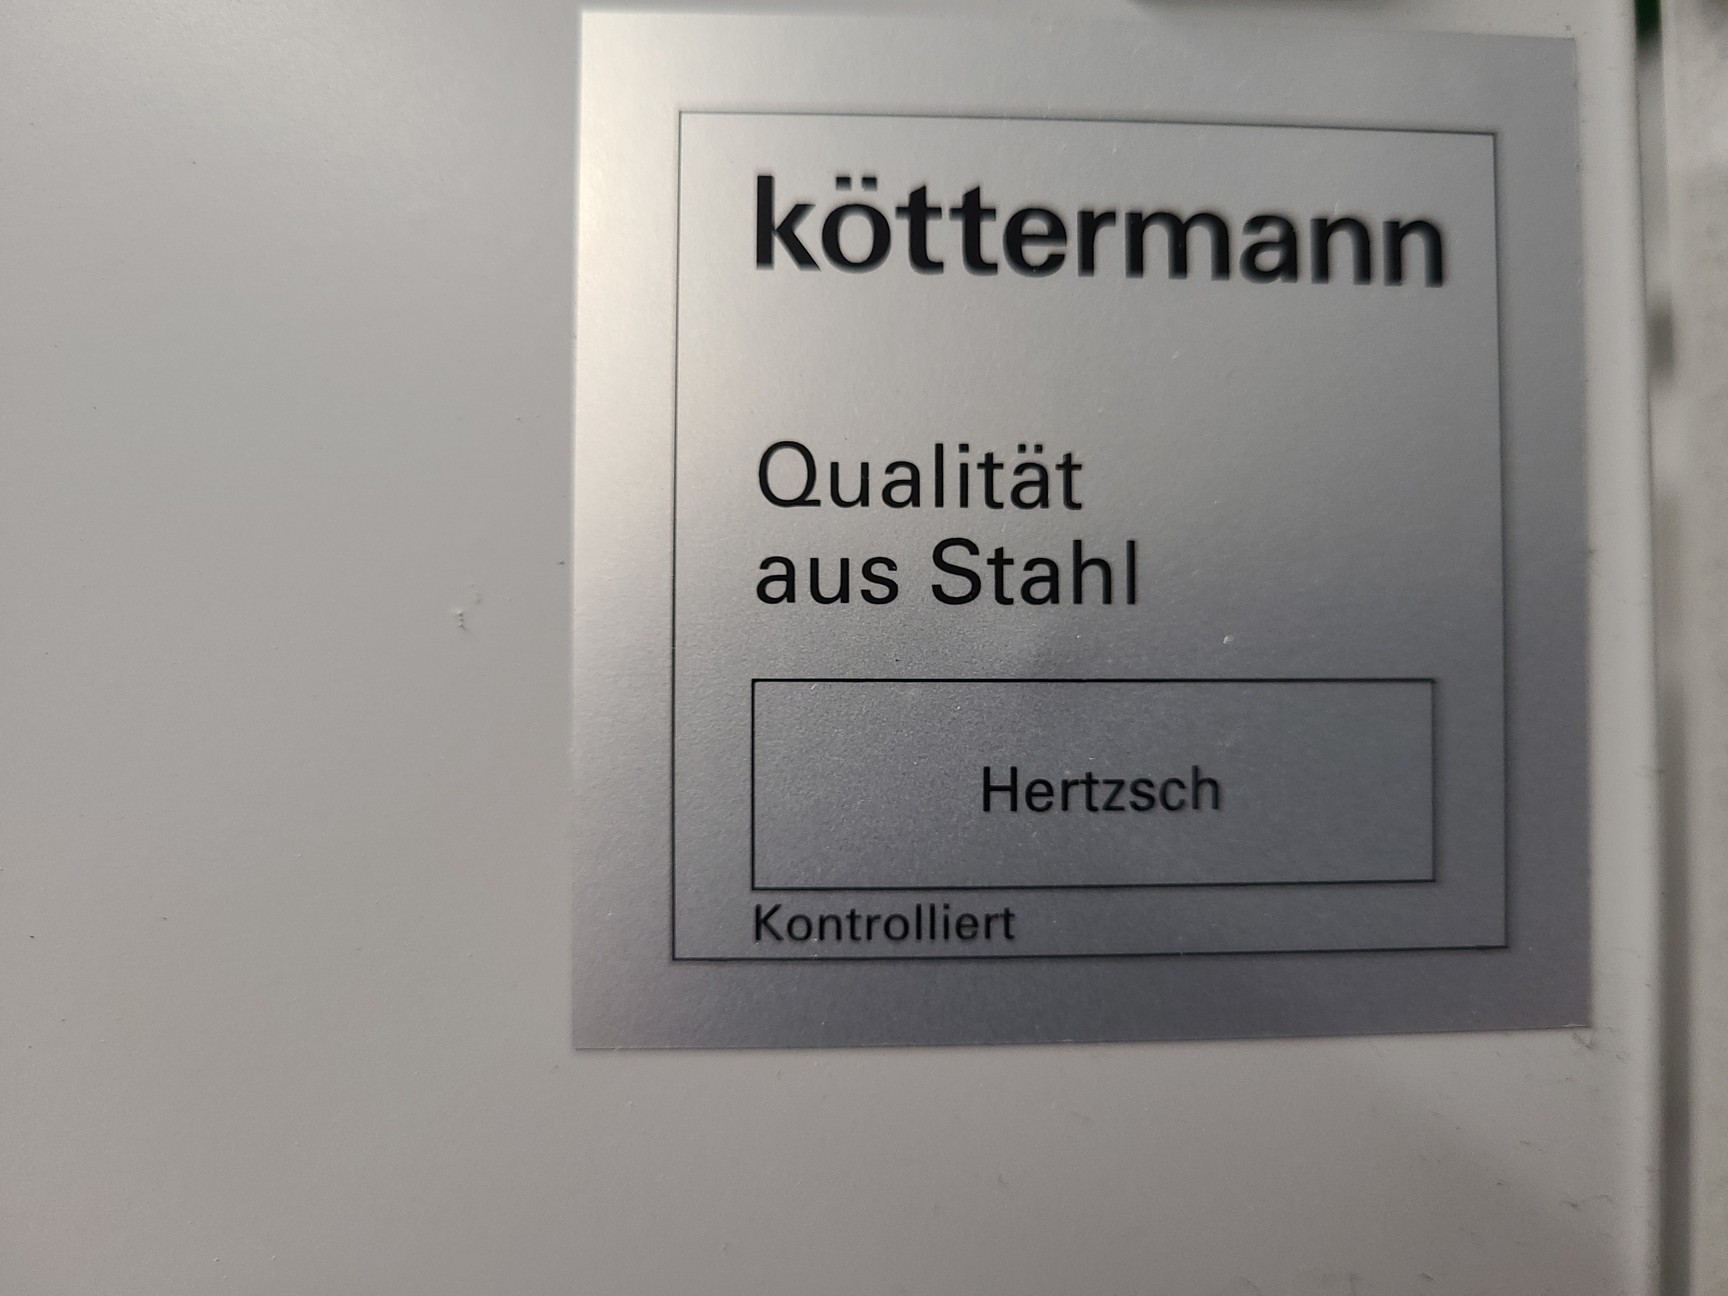 köttermann
Qualität
aus Stahl
Hertzsch
Kontrolliert